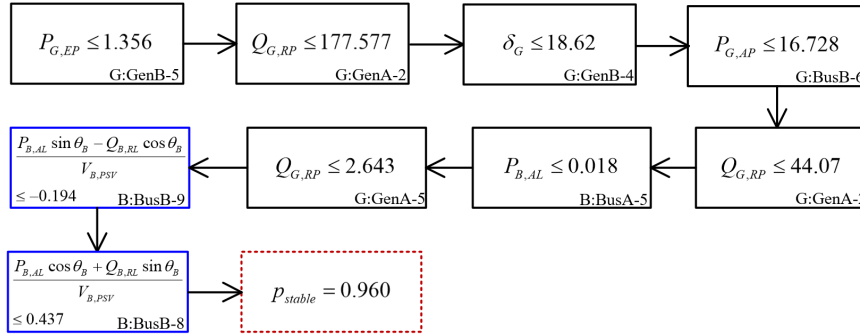 P_{G,EP} ≤ 1.356
G:GenB-5
Q_{G,RP} ≤ 177.577
G:GenA-2
δ_G ≤ 18.62
G:GenB-4
P_{G,AP} ≤ 16.728
G:BusB-6
Q_{G,RP} ≤ 44.07
P_{B,AL} ≤ 0.018
B:BusA-5
Q_{G,RP} ≤ 2.643
G:GenA-5
P_{B,AL} sin θ_B − Q_{B,RL} cos θ_B
V_{B,PSV}
≤ −0.194
B:BusB-9
P_{B,AL} cos θ_B + Q_{B,RL} sin θ_B
V_{B,PSV}
≤ 0.437
B:BusB-8
p_{stable} = 0.960